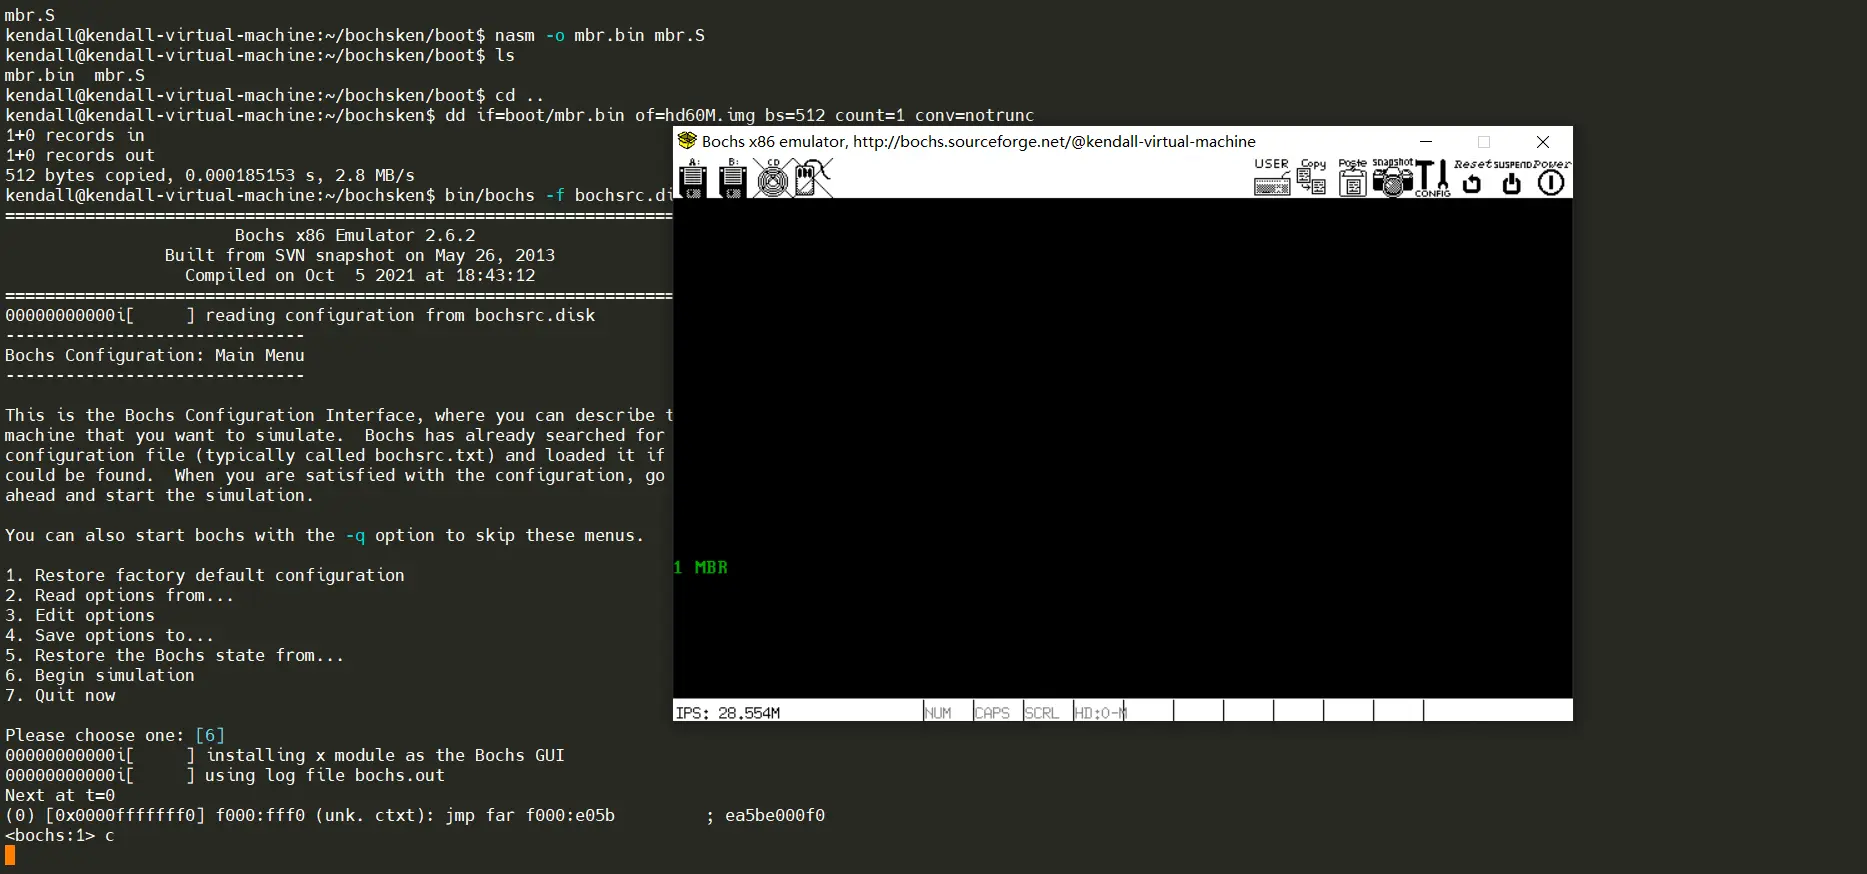 mbr.S
kendall@kendall-virtual-machine:~/bochsken/boot$ nasm -o mbr.bin mbr.S
kendall@kendall-virtual-machine:~/bochsken/boot$ ls
mbr.bin  mbr.S
kendall@kendall-virtual-machine:~/bochsken/boot$ cd ..
kendall@kendall-virtual-machine:~/bochsken$ dd if=boot/mbr.bin of=hd60M.img bs=512 count=1 conv=notrunc
1+0 records in
1+0 records out
512 bytes copied, 0.000185153 s, 2.8 MB/s
kendall@kendall-virtual-machine:~/bochsken$ bin/bochs -f bochsrc.di
========================================================================
Bochs x86 Emulator 2.6.2
Built from SVN snapshot on May 26, 2013
Compiled on Oct  5 2021 at 18:43:12
========================================================================
00000000000i[     ] reading configuration from bochsrc.disk
------------------------------
Bochs Configuration: Main Menu
------------------------------
This is the Bochs Configuration Interface, where you can describe t
machine that you want to simulate.  Bochs has already searched for
configuration file (typically called bochsrc.txt) and loaded it if
could be found.  When you are satisfied with the configuration, go
ahead and start the simulation.
You can also start bochs with the -q option to skip these menus.
1. Restore factory default configuration
2. Read options from...
3. Edit options
4. Save options to...
5. Restore the Bochs state from...
6. Begin simulation
7. Quit now
Please choose one: [6]
00000000000i[     ] installing x module as the Bochs GUI
00000000000i[     ] using log file bochs.out
Next at t=0
(0) [0x0000fffffff0] f000:fff0 (unk. ctxt): jmp far f000:e05b         ; ea5be000f0
<bochs:1> c
Bochs x86 emulator, http://bochs.sourceforge.net/@kendall-virtual-machine
A: B: CD USER Copy Paste snapshot CONFIG Reset SUSPEND Power
1 MBR
IPS: 28.554M NUM CAPS SCRL HD:0-M